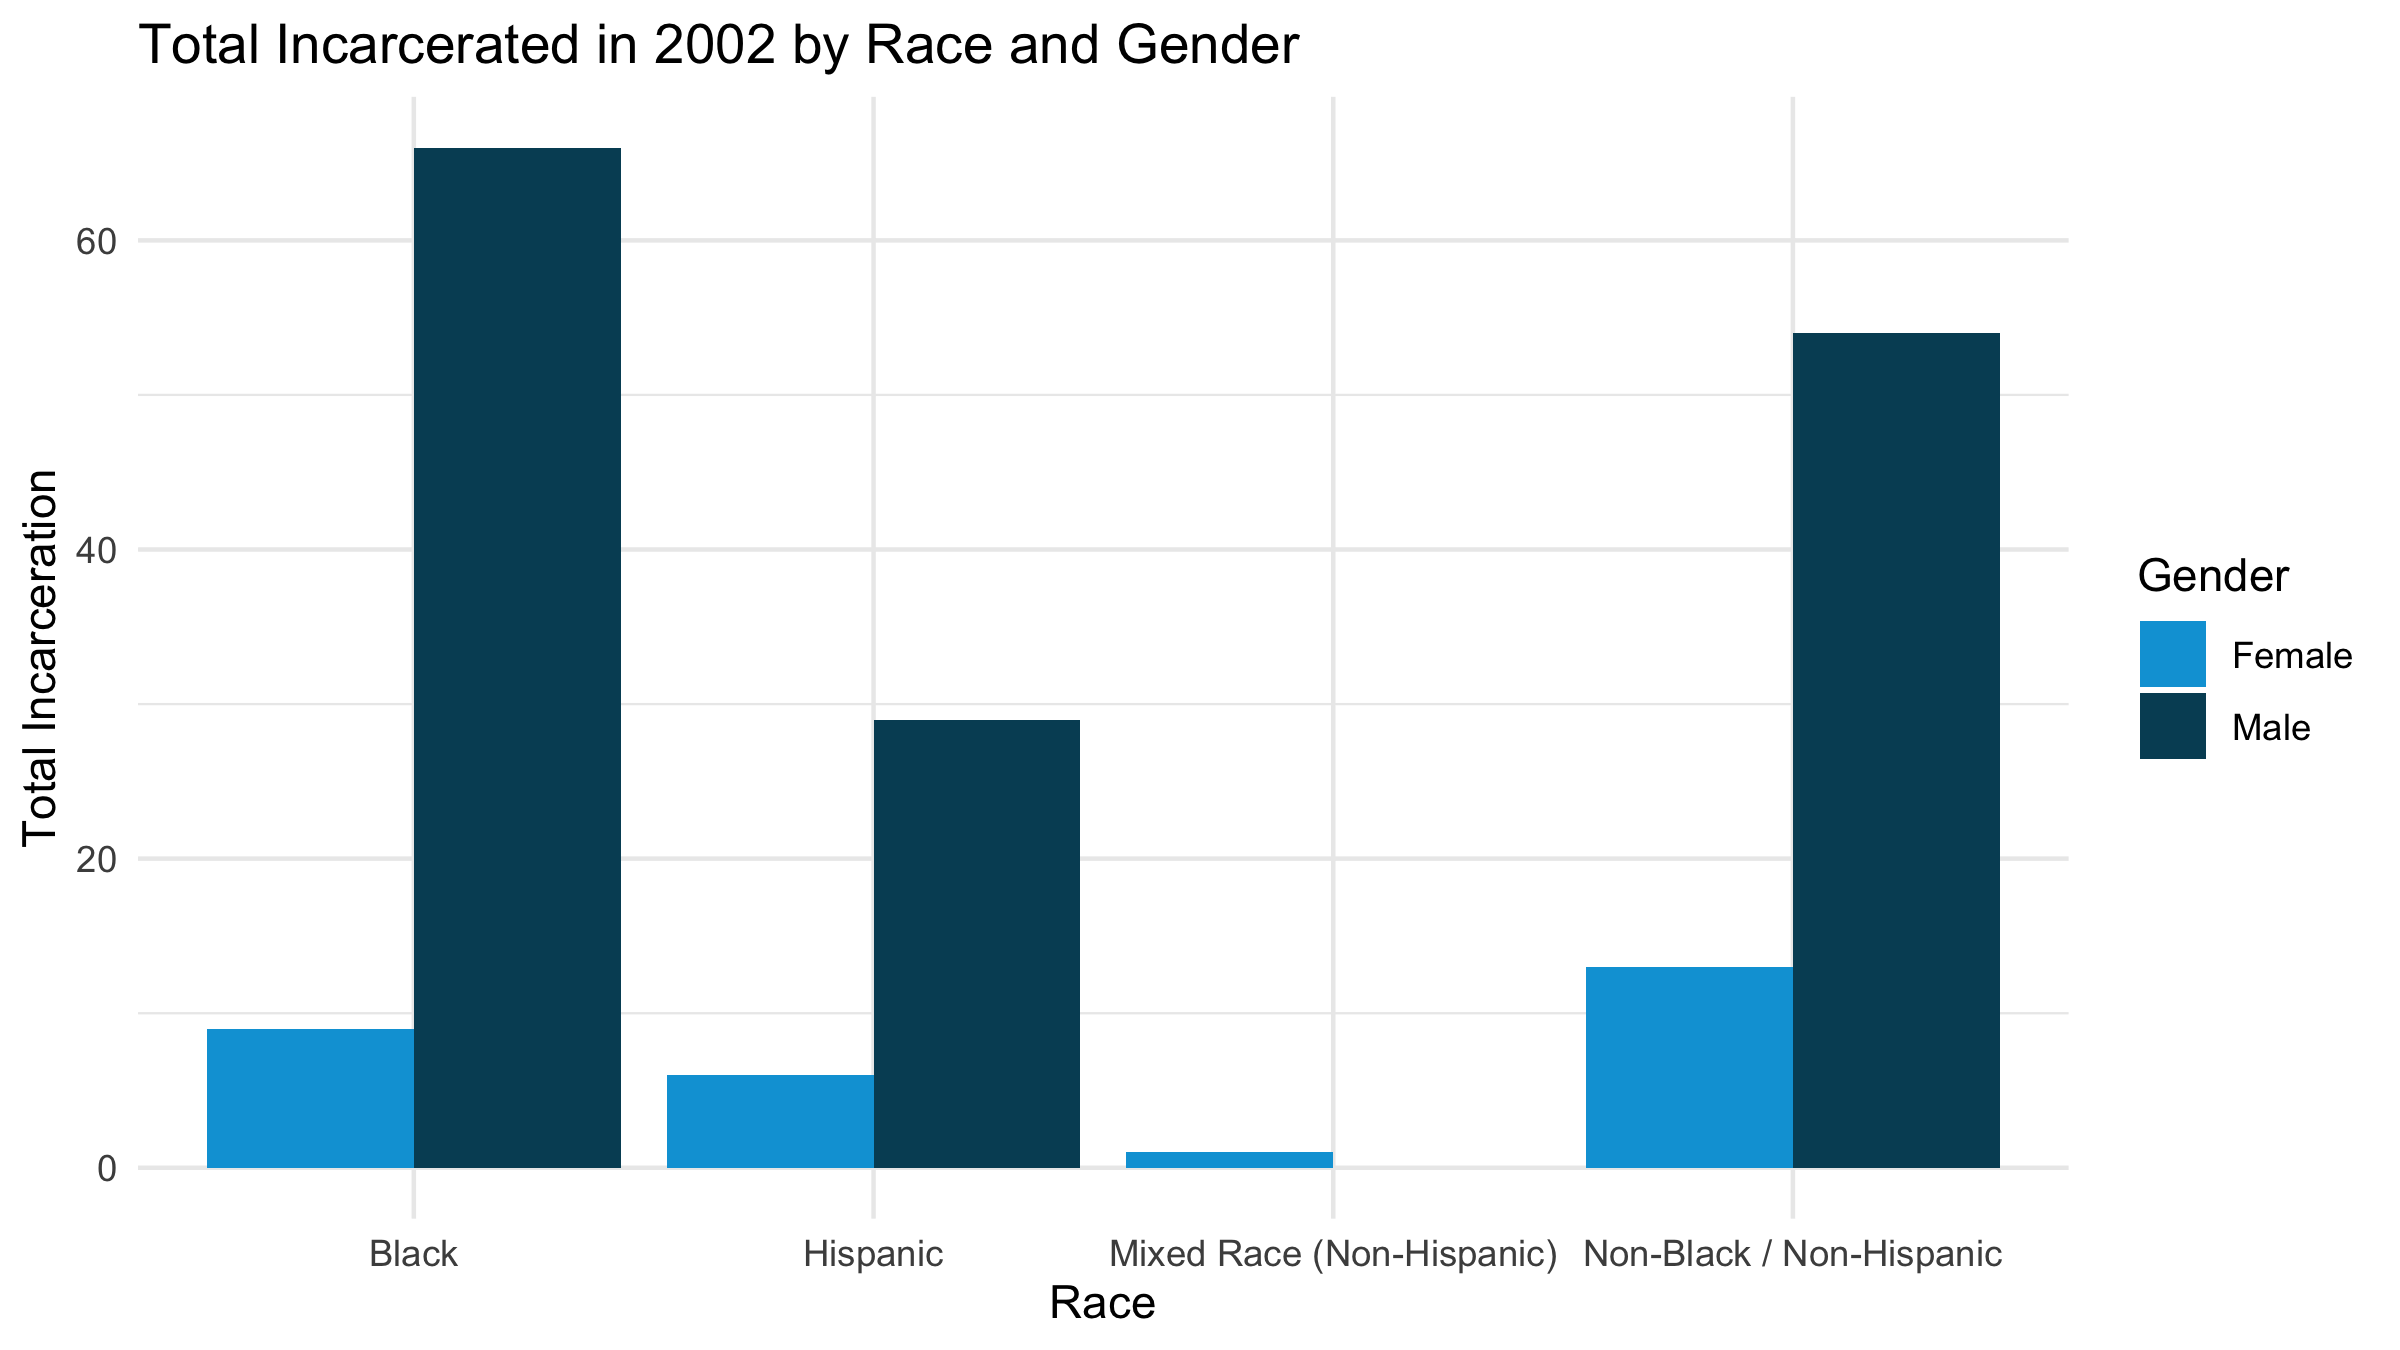 Total Incarcerated in 2002 by Race and Gender
Total Incarceration
60
40
20
0
Black
Hispanic
Mixed Race (Non-Hispanic)
Non-Black / Non-Hispanic
Race
Gender
Female
Male